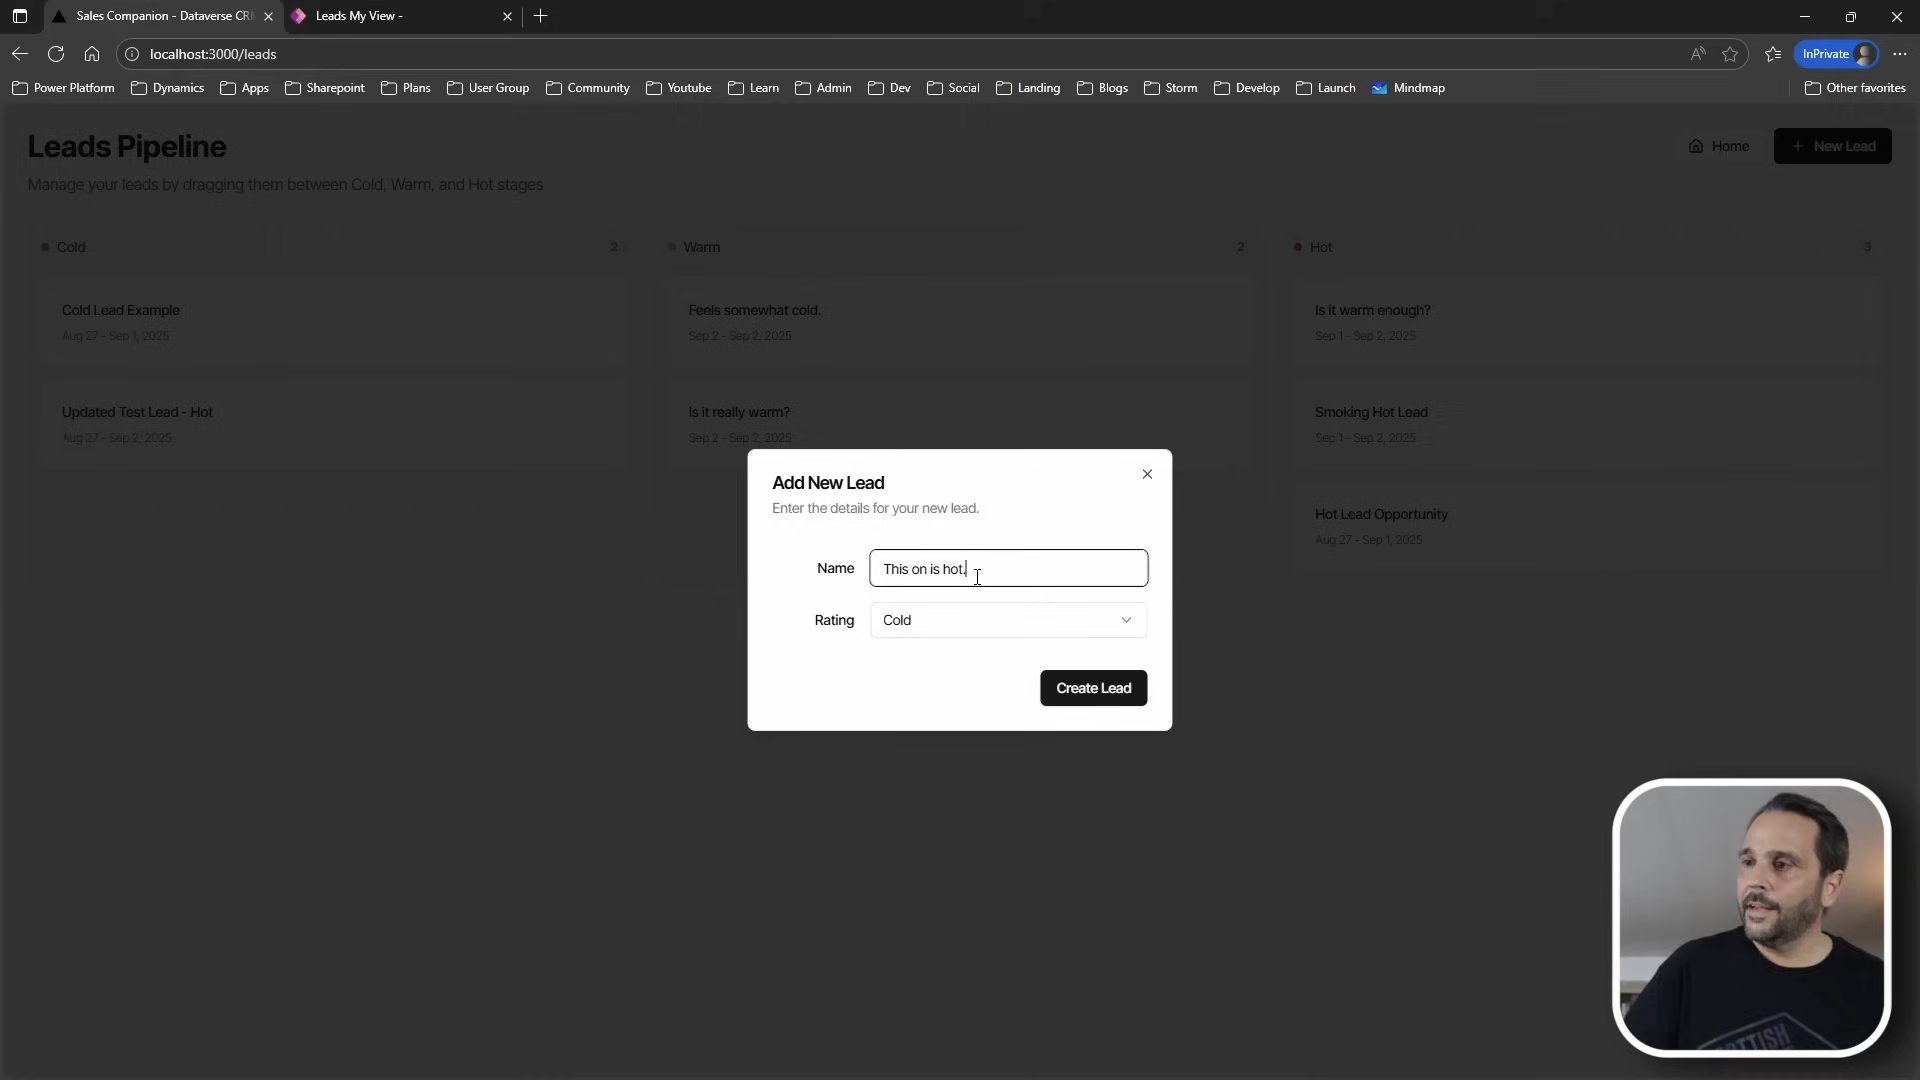 Sales Companion - Dataverse CR
Leads My View -
localhost:3000/leads
InPrivate
Power Platform
Dynamics
Apps
Sharepoint
Plans
User Group
Community
Youtube
Learn
Admin
Dev
Social
Landing
Blogs
Storm
Develop
Launch
Mindmap
Other favorites
Leads Pipeline
Home
New Lead
Manage your leads by dragging them between Cold, Warm, and Hot stages
Cold 2
Warm 2
Hot 3
Cold Lead Example
Aug 27 - Sep 1, 2025
Feels somewhat cold.
Sep 2 - Sep 2, 2025
Is it warm enough?
Sep 1 - Sep 2, 2025
Updated Test Lead - Hot
Aug 27 - Sep 2, 2025
Is it really warm?
Sep 2 - Sep 2, 2025
Smoking Hot Lead
Sep 1 - Sep 2, 2025
Hot Lead Opportunity
Aug 27 - Sep 1, 2025
Add New Lead
Enter the details for your new lead.
Name
This on is hot.
Rating
Cold
Create Lead